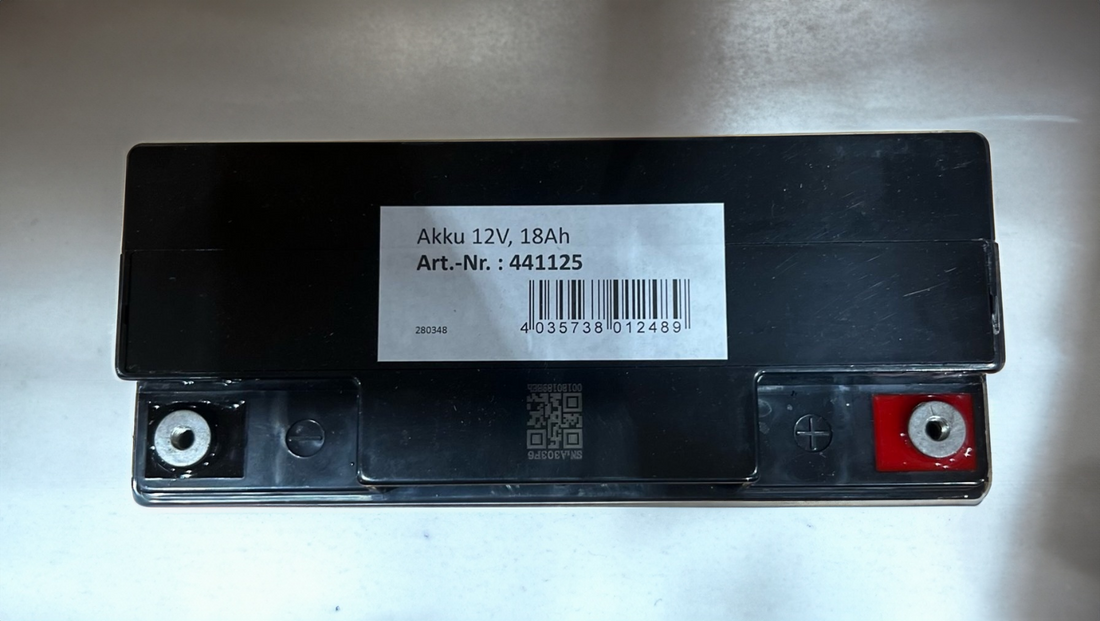 Akku 12V, 18Ah
Art.-Nr. : 441125
280348
4 035738 012489